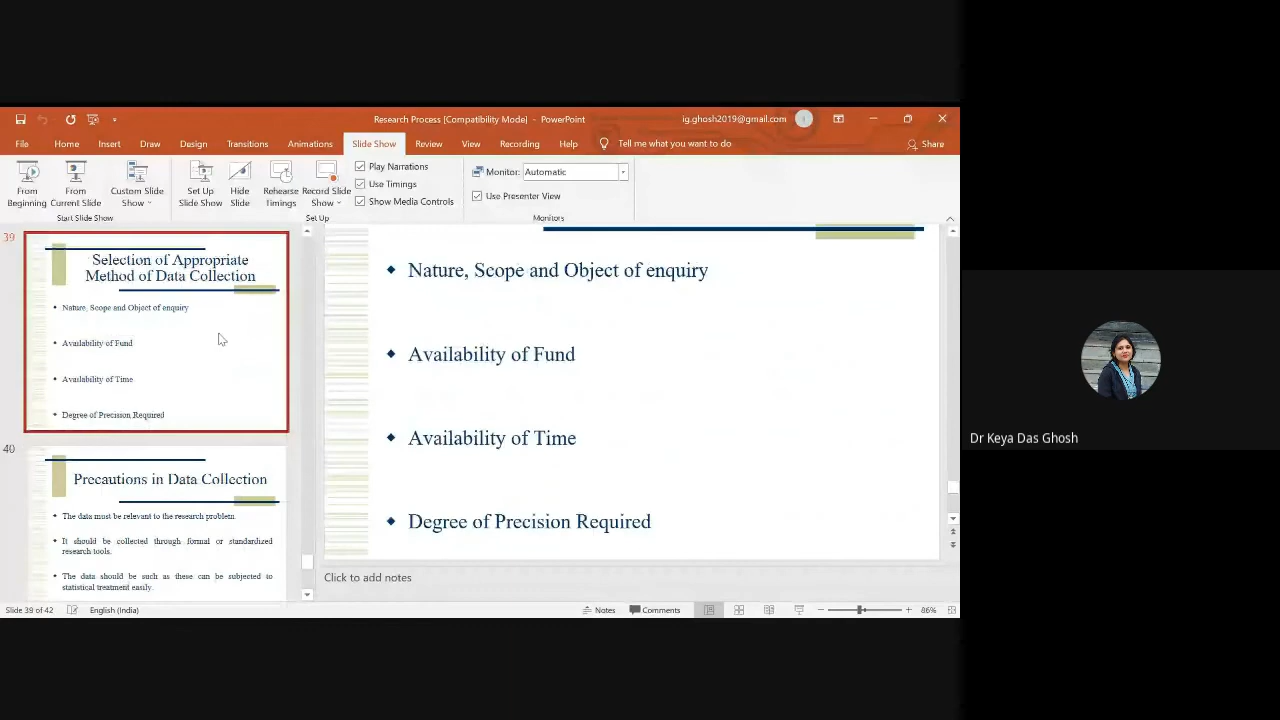 Research Process [Compatibility Mode] - PowerPoint
ig.ghosh2019@gmail.com
File Home Insert Draw Design Transitions Animations Slide Show Review View Recording Help Tell me what you want to do Share
From Beginning
From Current Slide
Custom Slide Show
Set Up Slide Show
Hide Slide
Rehearse Timings
Record Slide Show
Play Narrations
Use Timings
Show Media Controls
Monitor: Automatic
Use Presenter View
Start Slide Show
Set Up
Monitors
39
Selection of Appropriate
Method of Data Collection
• Nature, Scope and Object of enquiry
• Availability of Fund
• Availability of Time
• Degree of Precision Required
40
Precautions in Data Collection
• The data must be relevant to the research problem.
• It should be collected through formal or standardized
research tools.
• The data should be such as these can be subjected to
statistical treatment easily.
◆ Nature, Scope and Object of enquiry
◆ Availability of Fund
◆ Availability of Time
◆ Degree of Precision Required
Click to add notes
Slide 39 of 42 English (India) Notes Comments 86%
Dr Keya Das Ghosh